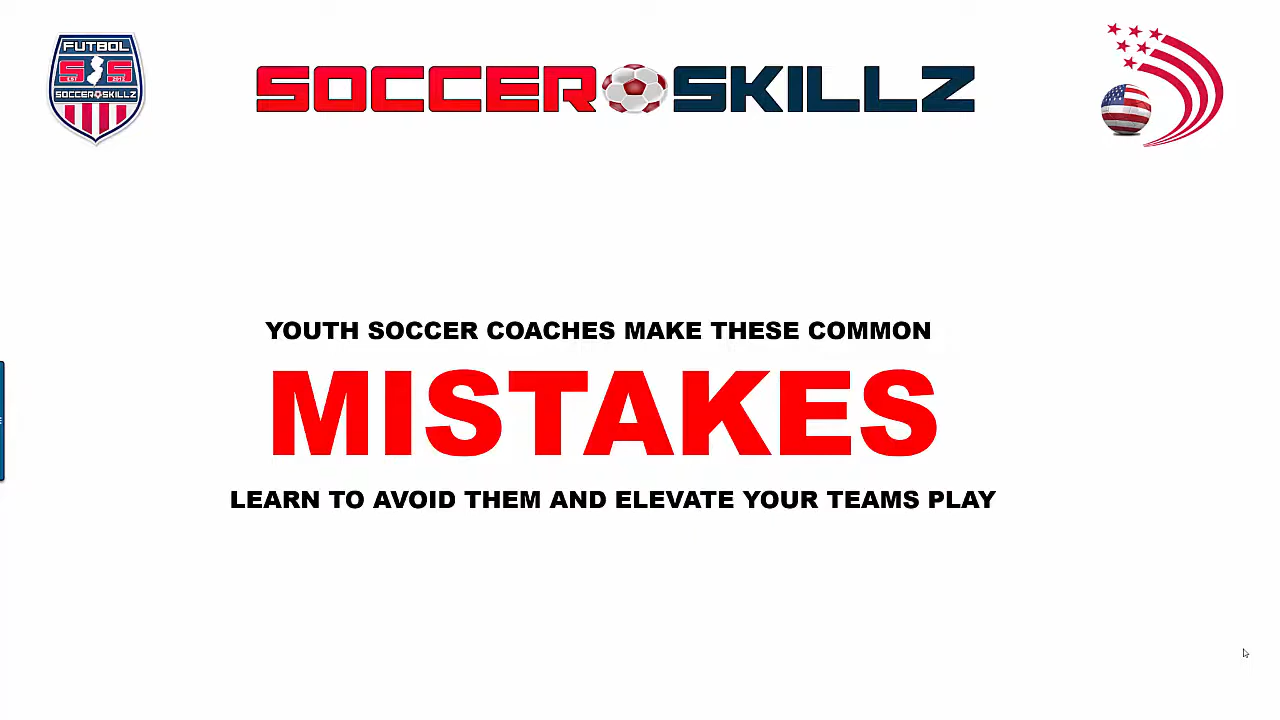 FUTBOL
SS
SOCCER SKILLZ
SOCCER SKILLZ
YOUTH SOCCER COACHES MAKE THESE COMMON
MISTAKES
LEARN TO AVOID THEM AND ELEVATE YOUR TEAMS PLAY